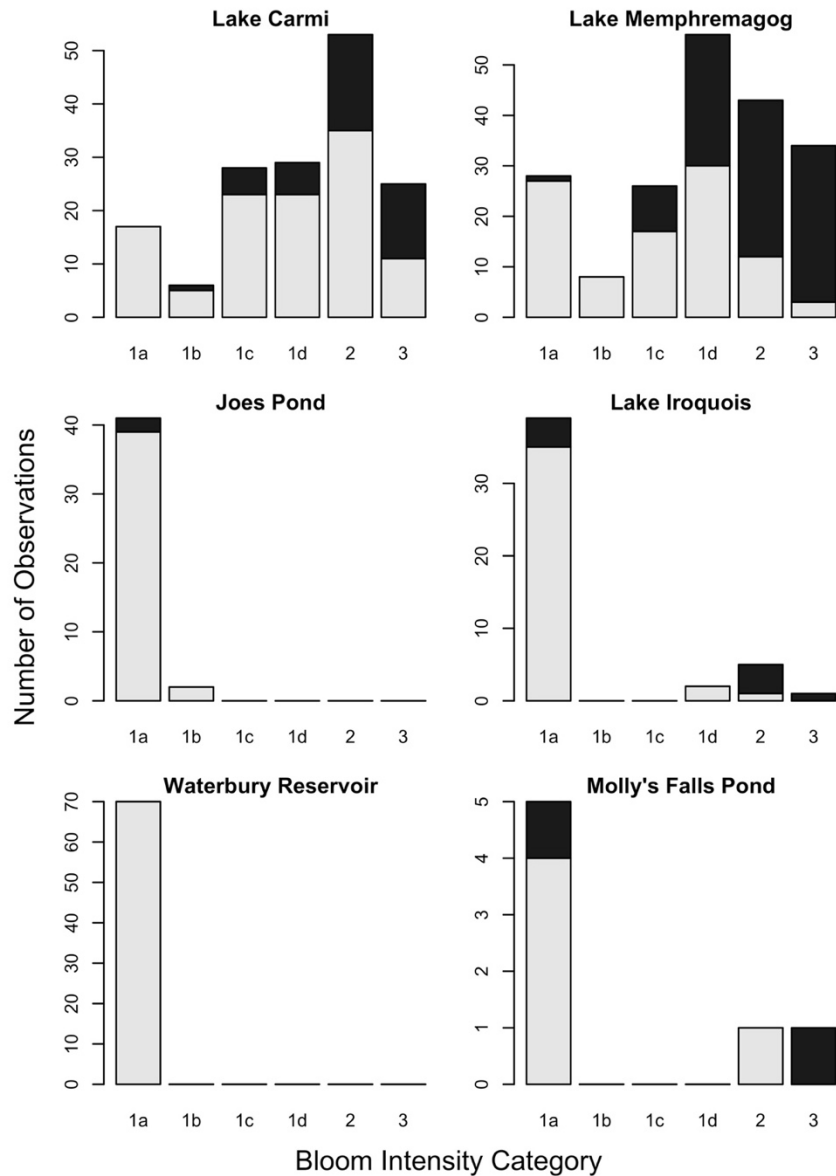 Lake Carmi
0 10 20 30 40 50
1a 1b 1c 1d 2 3
Lake Memphremagog
0 10 20 30 40 50
1a 1b 1c 1d 2 3
Joes Pond
0 10 20 30 40
1a 1b 1c 1d 2 3
Lake Iroquois
0 10 20 30
1a 1b 1c 1d 2 3
Waterbury Reservoir
0 10 20 30 40 50 60 70
1a 1b 1c 1d 2 3
Molly's Falls Pond
0 1 2 3 4 5
1a 1b 1c 1d 2 3
Number of Observations
Bloom Intensity Category